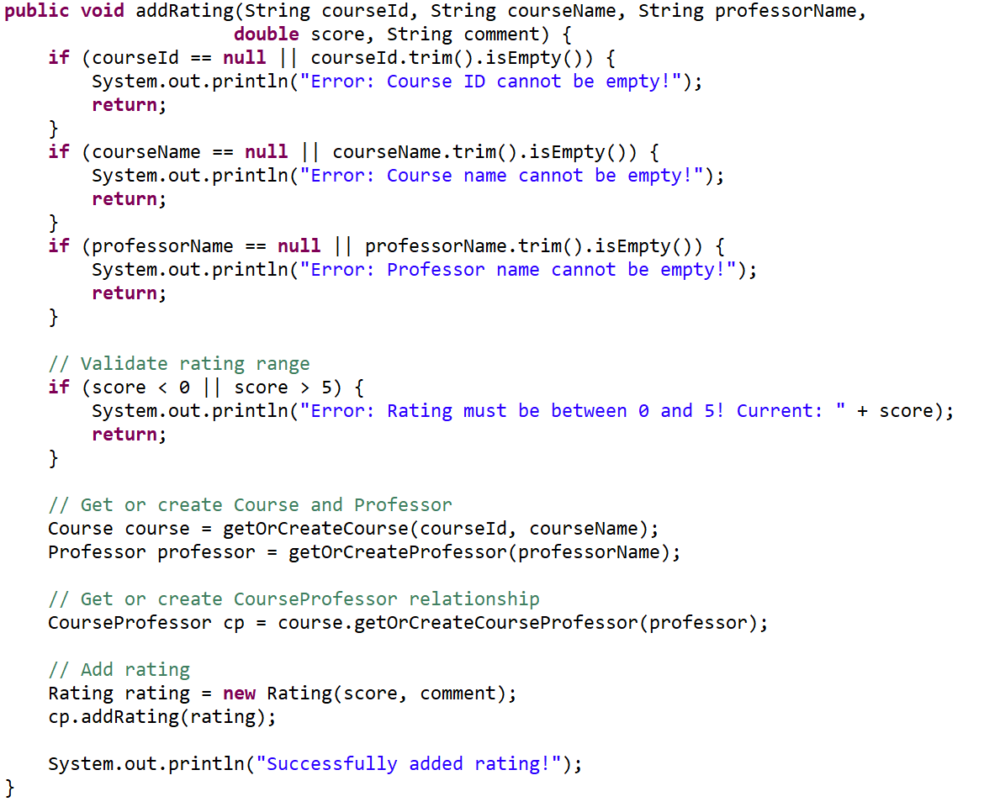 public void addRating(String courseId, String courseName, String professorName,
                     double score, String comment) {
    if (courseId == null || courseId.trim().isEmpty()) {
        System.out.println("Error: Course ID cannot be empty!");
        return;
    }
    if (courseName == null || courseName.trim().isEmpty()) {
        System.out.println("Error: Course name cannot be empty!");
        return;
    }
    if (professorName == null || professorName.trim().isEmpty()) {
        System.out.println("Error: Professor name cannot be empty!");
        return;
    }

    // Validate rating range
    if (score < 0 || score > 5) {
        System.out.println("Error: Rating must be between 0 and 5! Current: " + score);
        return;
    }

    // Get or create Course and Professor
    Course course = getOrCreateCourse(courseId, courseName);
    Professor professor = getOrCreateProfessor(professorName);

    // Get or create CourseProfessor relationship
    CourseProfessor cp = course.getOrCreateCourseProfessor(professor);

    // Add rating
    Rating rating = new Rating(score, comment);
    cp.addRating(rating);

    System.out.println("Successfully added rating!");
}